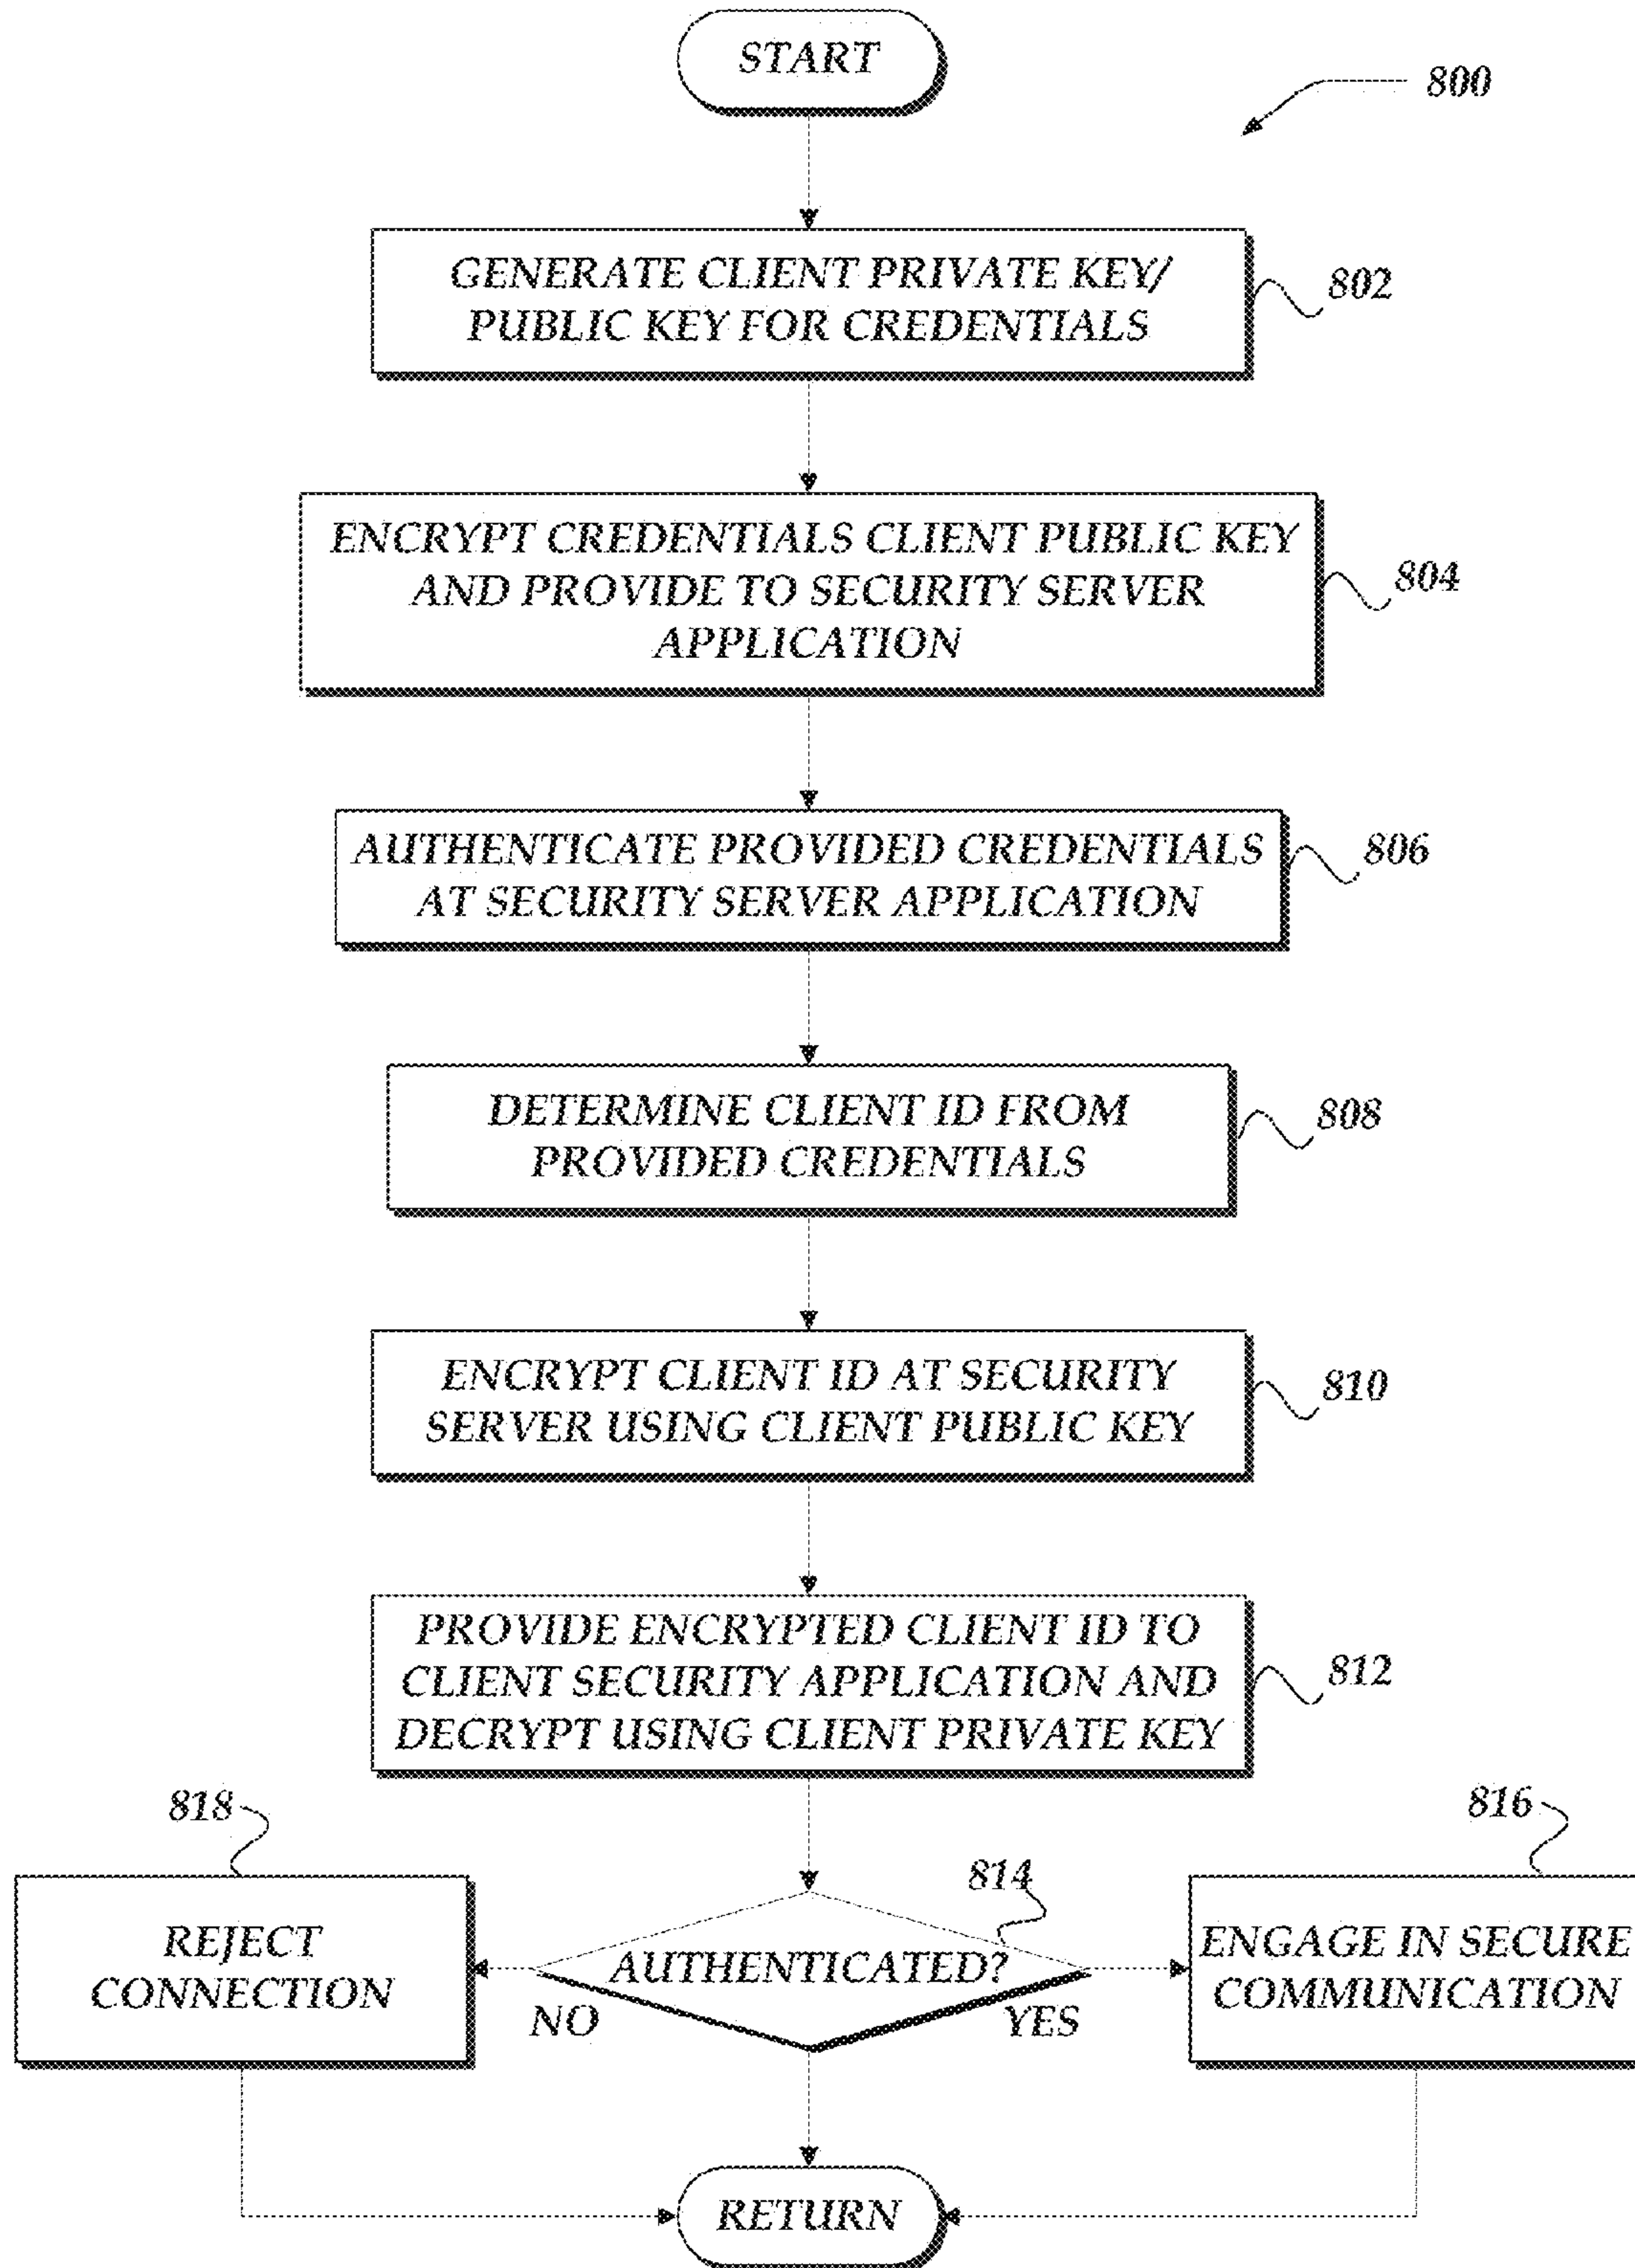 START
800
GENERATE CLIENT PRIVATE KEY/
PUBLIC KEY FOR CREDENTIALS
802
ENCRYPT CREDENTIALS CLIENT PUBLIC KEY
AND PROVIDE TO SECURITY SERVER
APPLICATION
804
AUTHENTICATE PROVIDED CREDENTIALS
AT SECURITY SERVER APPLICATION
806
DETERMINE CLIENT ID FROM
PROVIDED CREDENTIALS
808
ENCRYPT CLIENT ID AT SECURITY
SERVER USING CLIENT PUBLIC KEY
810
PROVIDE ENCRYPTED CLIENT ID TO
CLIENT SECURITY APPLICATION AND
DECRYPT USING CLIENT PRIVATE KEY
812
818
REJECT
CONNECTION
814
AUTHENTICATED?
NO
YES
816
ENGAGE IN SECURE
COMMUNICATION
RETURN